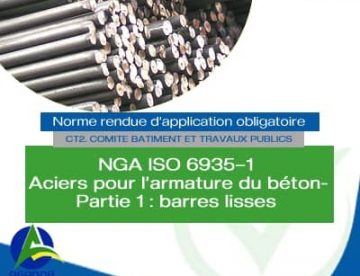 Norme rendue d'application obligatoire
CT2. COMITE BATIMENT ET TRAVAUX PUBLICS
NGA ISO 6935-1
Aciers pour l'armature du béton-
Partie 1 : barres lisses